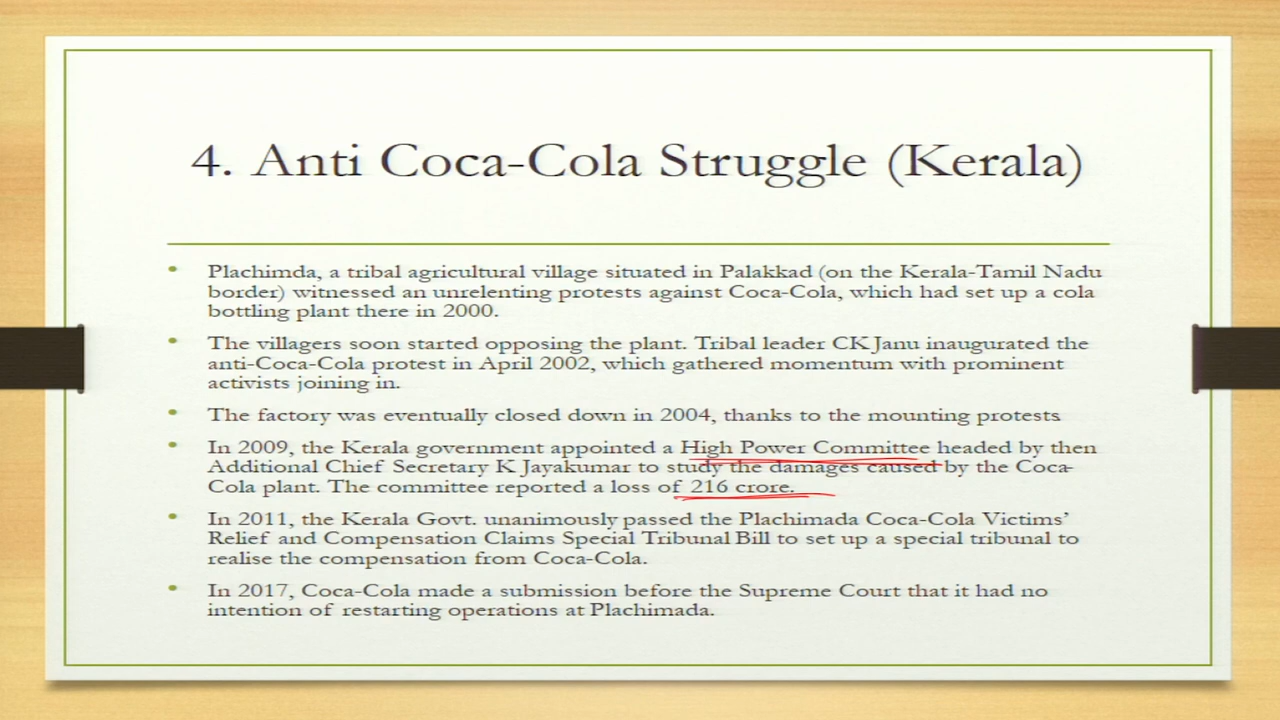 4. Anti Coca-Cola Struggle (Kerala)
• Plachimda, a tribal agricultural village situated in Palakkad (on the Kerala-Tamil Nadu
border) witnessed an unrelenting protests against Coca-Cola, which had set up a cola
bottling plant there in 2000.
• The villagers soon started opposing the plant. Tribal leader CK Janu inaugurated the
anti-Coca-Cola protest in April 2002, which gathered momentum with prominent
activists joining in.
• The factory was eventually closed down in 2004, thanks to the mounting protests
• In 2009, the Kerala government appointed a High Power Committee headed by then
Additional Chief Secretary K Jayakumar to study the damages caused by the Coca-
Cola plant. The committee reported a loss of 216 crore.
• In 2011, the Kerala Govt. unanimously passed the Plachimada Coca-Cola Victims’
Relief and Compensation Claims Special Tribunal Bill to set up a special tribunal to
realise the compensation from Coca-Cola.
• In 2017, Coca-Cola made a submission before the Supreme Court that it had no
intention of restarting operations at Plachimada.